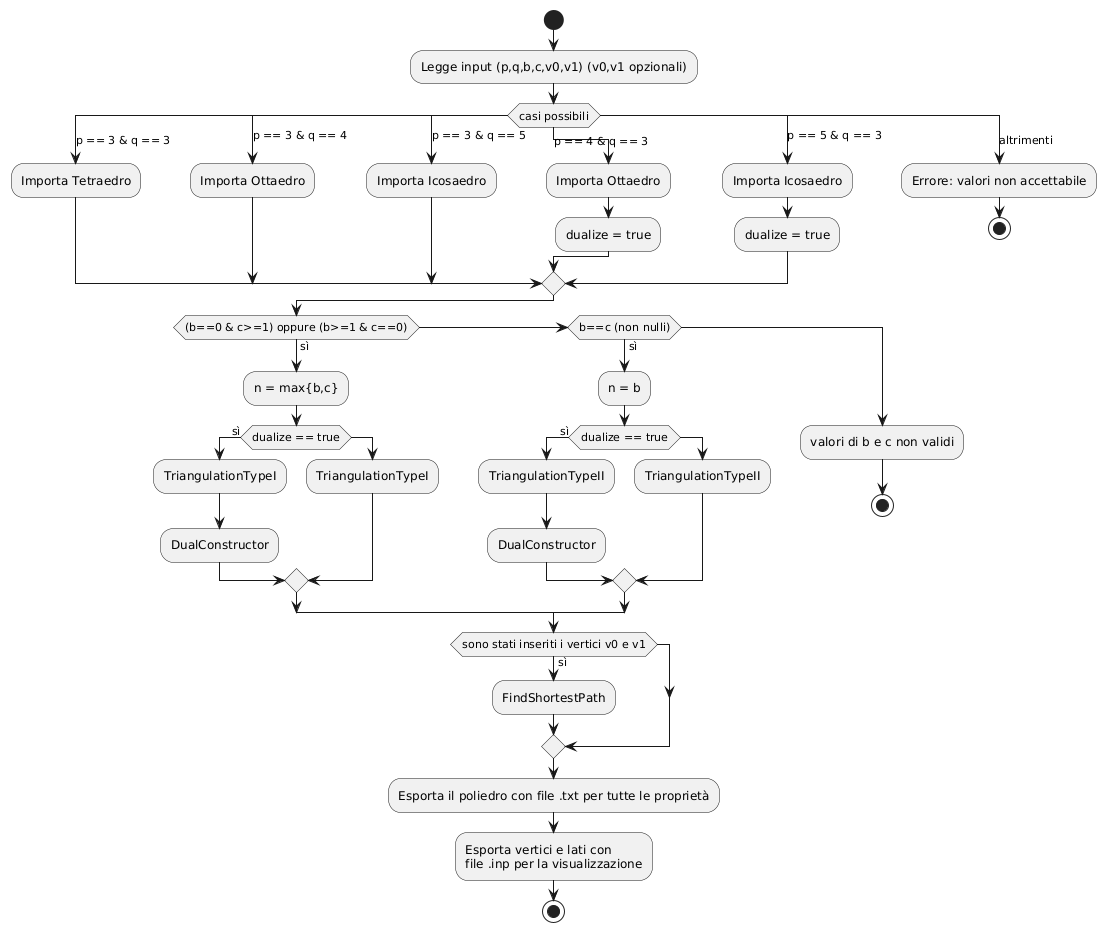 Legge input (p,q,b,c,v0,v1) (v0,v1 opzionali)
casi possibili
p == 3 & q == 3
p == 3 & q == 4
p == 3 & q == 5
p == 4 & q == 3
p == 5 & q == 3
altrimenti
Importa Tetraedro
Importa Ottaedro
Importa Icosaedro
Importa Ottaedro
Importa Icosaedro
Errore: valori non accettabile
dualize = true
dualize = true
(b==0 & c>=1) oppure (b>=1 & c==0)
b==c (non nulli)
sì
sì
n = max{b,c}
n = b
sì
dualize == true
sì
dualize == true
valori di b e c non validi
TriangulationTypeI
TriangulationTypeI
TriangulationTypeII
TriangulationTypeII
DualConstructor
DualConstructor
sono stati inseriti i vertici v0 e v1
sì
FindShortestPath
Esporta il poliedro con file .txt per tutte le proprietà
Esporta vertici e lati con
file .inp per la visualizzazione